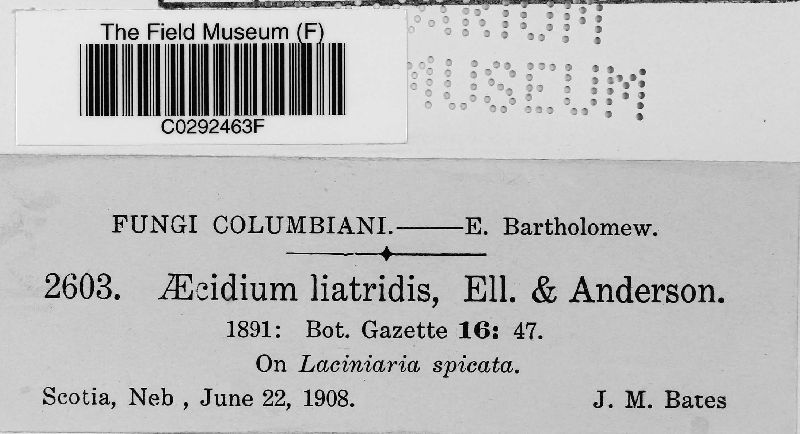 The Field Museum (F)
C0292463F
MUSEUM
FUNGI COLUMBIANI.——E. Bartholomew.
2603. Æcidium liatridis, Ell. & Anderson.
1891: Bot. Gazette 16: 47.
On Laciniaria spicata.
Scotia, Neb , June 22, 1908. J. M. Bates